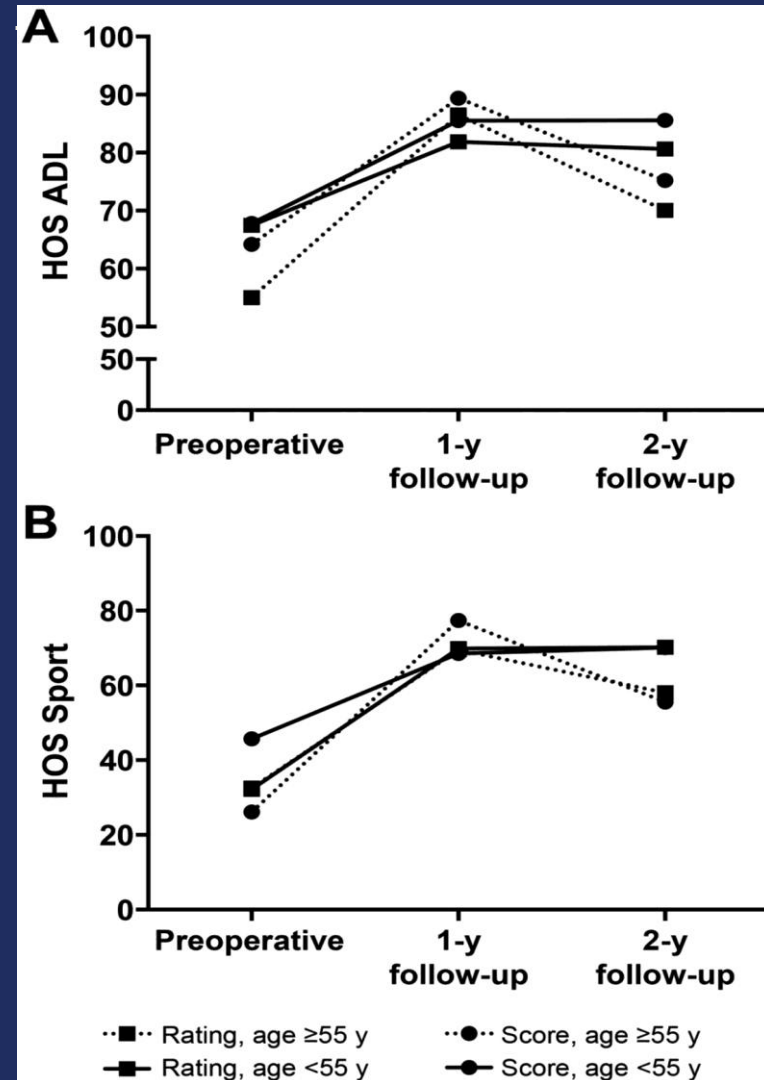 A
100
90
80
70
60
50
50
0
HOS ADL
Preoperative
1-y
follow-up
2-y
follow-up
B
100
80
60
40
20
0
HOS Sport
Preoperative
1-y
follow-up
2-y
follow-up
Rating, age ≥55 y
Score, age ≥55 y
Rating, age <55 y
Score, age <55 y